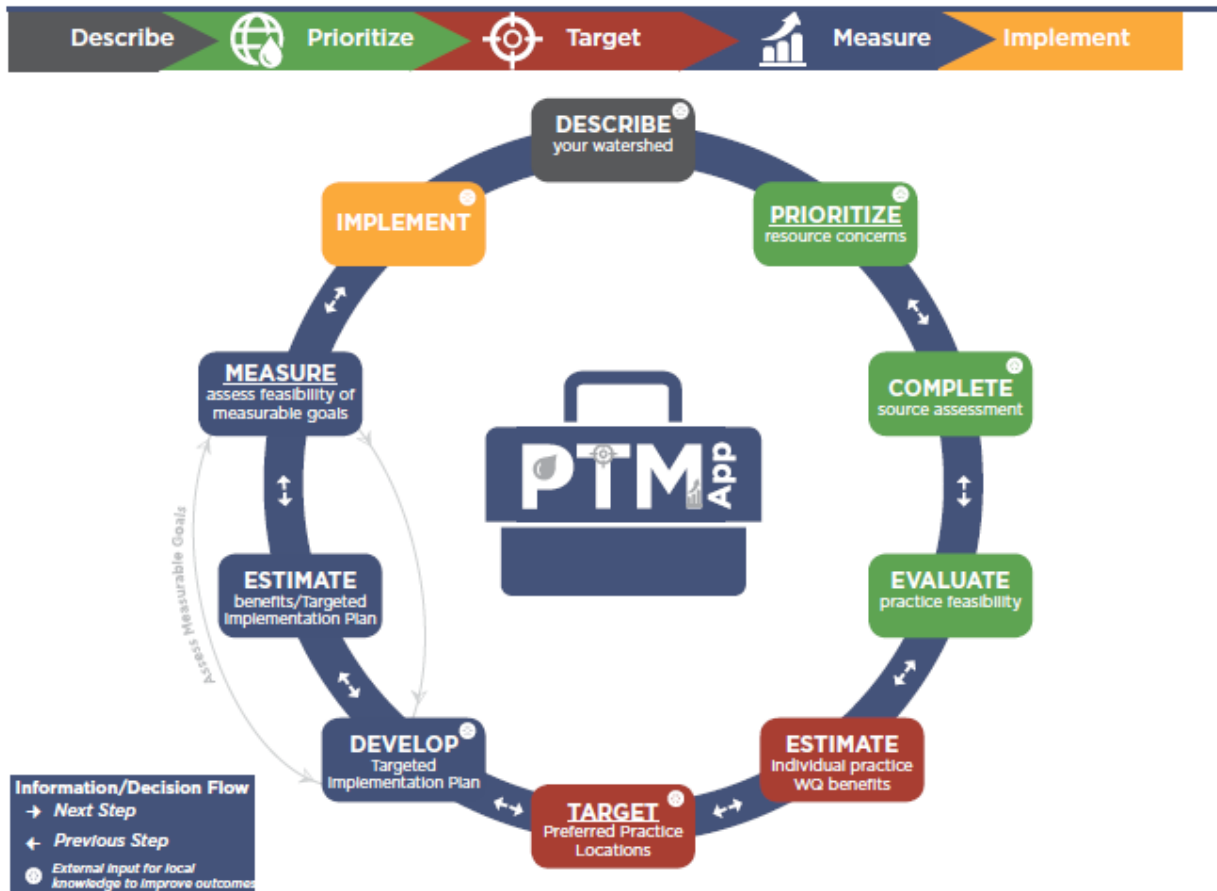 Describe
Prioritize
Target
Measure
Implement
DESCRIBE
your watershed
PRIORITIZE
resource concerns
COMPLETE
source assessment
EVALUATE
practice feasibility
ESTIMATE
Individual practice
WQ benefits
TARGET
Preferred Practice
Locations
DEVELOP
Targeted
Implementation Plan
ESTIMATE
benefits/Targeted
Implementation Plan
MEASURE
assess feasibility of
measurable goals
IMPLEMENT
Assess Measurable Goals
PTM
App
Information/Decision Flow
→ Next Step
← Previous Step
External input for local
knowledge to improve outcomes